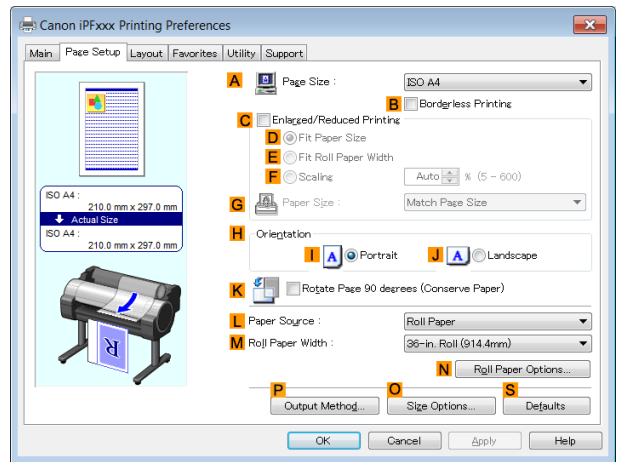 Canon iPFxxx Printing Preferences
Main Page Setup Layout Favorites Utility Support
A Page Size : ISO A4
B Borderless Printing
C Enlarged/Reduced Printing
D Fit Paper Size
E Fit Roll Paper Width
F Scaling Auto % (5 - 600)
G Paper Size : Match Page Size
ISO A4 :
210.0 mm x 297.0 mm
Actual Size
ISO A4 :
210.0 mm x 297.0 mm
H Orientation
I A Portrait J A Landscape
K Rotate Page 90 degrees (Conserve Paper)
L Paper Source : Roll Paper
M Roll Paper Width : 36-in. Roll (914.4mm)
R
N Roll Paper Options...
P O S
Output Method... Size Options... Defaults
OK Cancel Apply Help